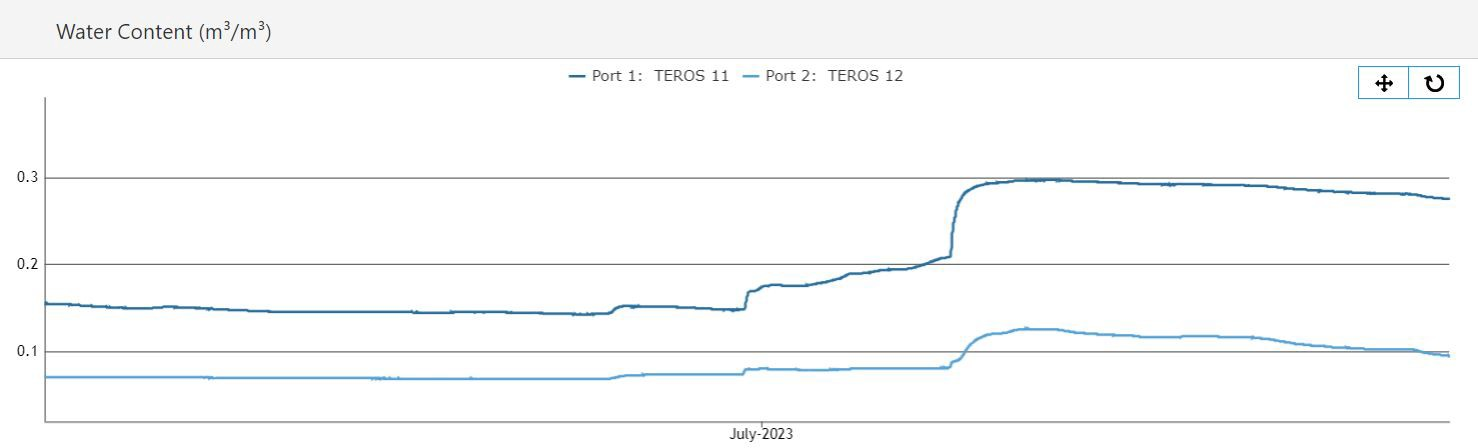 Water Content (m³/m³)
Port 1: TEROS 11 Port 2: TEROS 12
0.3
0.2
0.1
July-2023